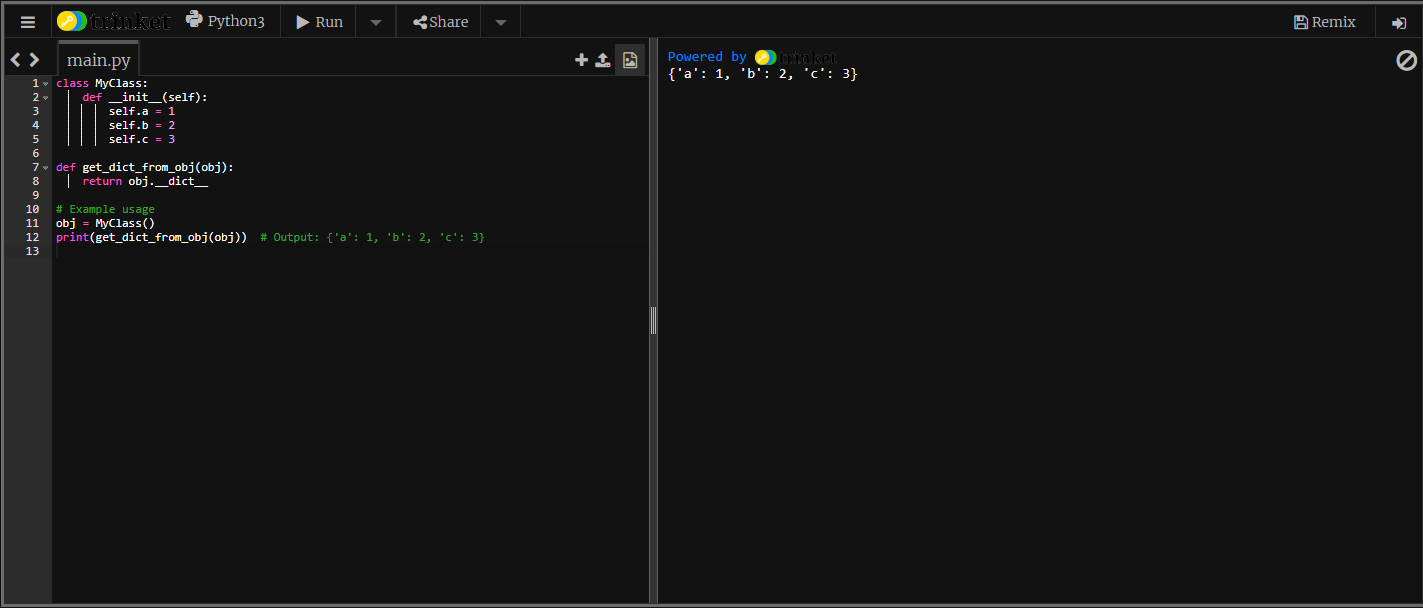 trinket Python3 Run Share Remix
main.py
1 class MyClass:
2     def __init__(self):
3         self.a = 1
4         self.b = 2
5         self.c = 3
6
7 def get_dict_from_obj(obj):
8     return obj.__dict__
9
10 # Example usage
11 obj = MyClass()
12 print(get_dict_from_obj(obj))  # Output: {'a': 1, 'b': 2, 'c': 3}
13
Powered by trinket
{'a': 1, 'b': 2, 'c': 3}